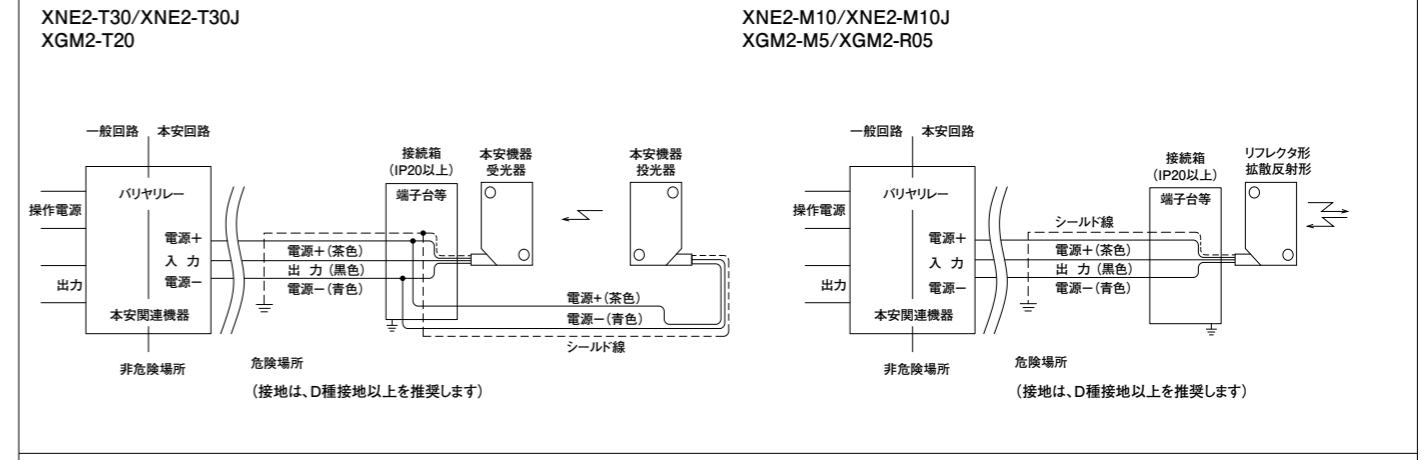 XNE2-T30/XNE2-T30J
XGM2-T20
一般回路 本安回路
バリヤリレー
操作電源
電源+
入 力
電源-
出力
本安関連機器
非危険場所
危険場所
(接地は、D種接地以上を推奨します)
接続箱
(IP20以上)
端子台等
本安機器
受光器
本安機器
投光器
電源+(茶色)
出 力(黒色)
電源-(青色)
電源+(茶色)
電源-(青色)
シールド線
XNE2-M10/XNE2-M10J
XGM2-M5/XGM2-R05
一般回路 本安回路
バリヤリレー
操作電源
電源+
入 力
電源-
出力
本安関連機器
非危険場所
危険場所
(接地は、D種接地以上を推奨します)
接続箱
(IP20以上)
端子台等
リフレクタ形
拡散反射形
シールド線
電源+(茶色)
出 力(黒色)
電源-(青色)